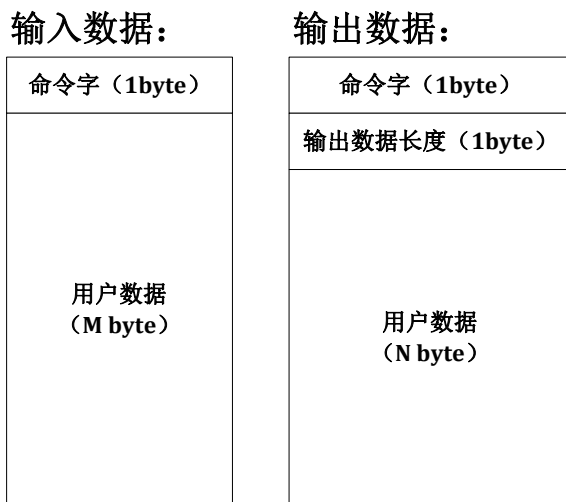 输入数据：
命令字（1byte）
用户数据
（M byte）
输出数据：
命令字（1byte）
输出数据长度（1byte）
用户数据
（N byte）